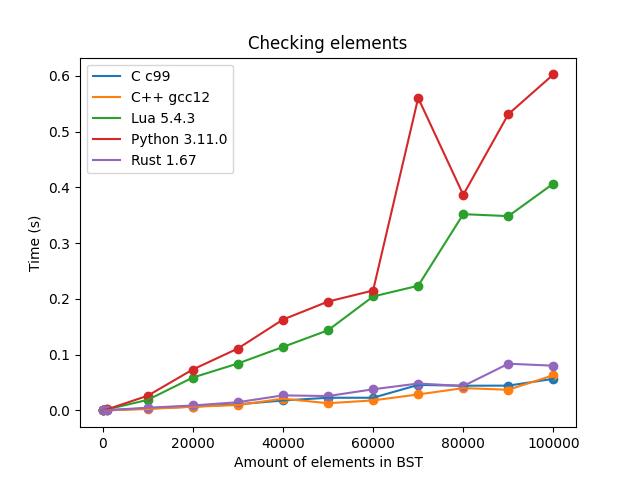 Checking elements
C c99
C++ gcc12
Lua 5.4.3
Python 3.11.0
Rust 1.67
0.6
0.5
0.4
0.3
0.2
0.1
0.0
Time (s)
0 20000 40000 60000 80000 100000
Amount of elements in BST